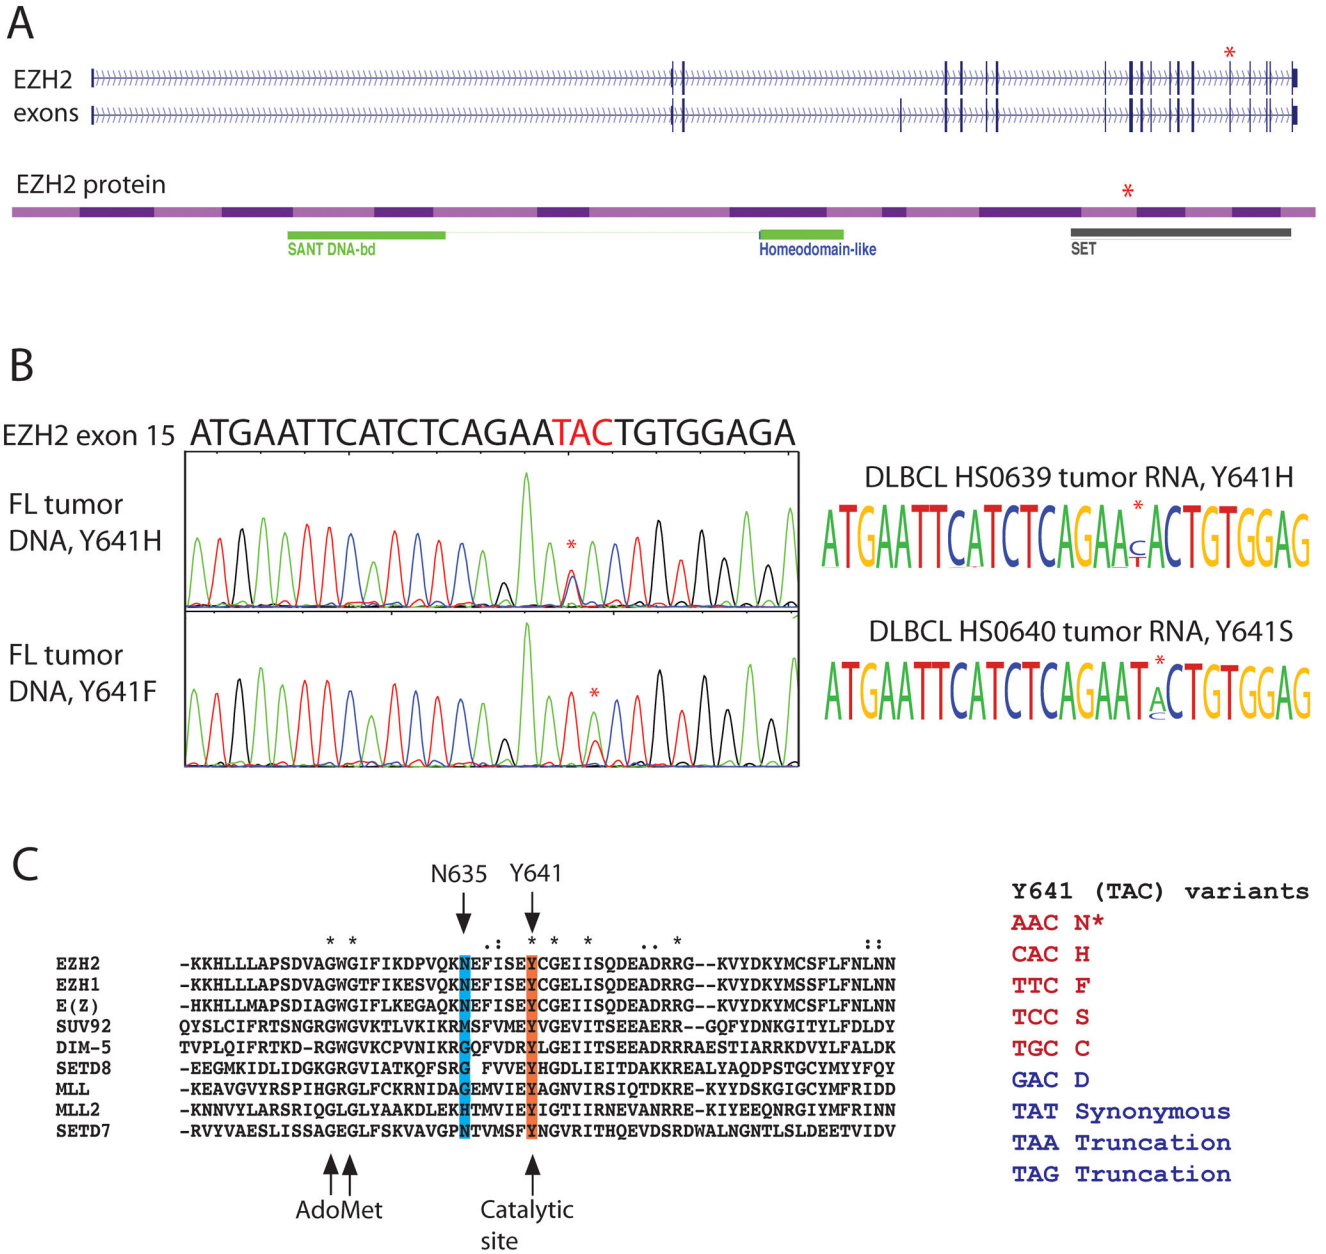 A
EZH2
exons
*
EZH2 protein
*
SANT DNA-bd
Homeodomain-like
SET
B
EZH2 exon 15 ATGAATTCATCTCAGAATACTGTGGAGA
FL tumor
DNA, Y641H
*
FL tumor
DNA, Y641F
*
DLBCL HS0639 tumor RNA, Y641H
*
ATGAATTCATCTCAGAACTACTGTGGAG
DLBCL HS0640 tumor RNA, Y641S
*
ATGAATTCATCTCAGAATACCTGTGGAG
C
N635 Y641
* * .: * * * .. * ::
EZH2 -KKHLLLAPSDVAGWGIFIKDPVQKNEFISEYCGEIISQDEADRRG--KVYDKYMCSFLFNLNN
EZH1 -KKHLLLAPSDVAGWGTFIKESVQKNEFISEYCGELISQDEADRRG--KVYDKYMSSFLFNLNN
E(Z) -HKHLLMAPSDIAGWGIFLKEGAQKNEFISEYCGEIISQDEADRRG--KVYDKYMCSFLFNLNN
SUV92 QYSLCIFRTSNGRGWGVKTLVKIKRMSFVMEYVGEVITSEEAERR--GQFYDNKGITYLFDLDY
DIM-5 TVPLQIFRTKD-RGWGVKCPVNIKRGQFVDRYLGEIITSEEADRRRAESTIARRKDVYLFALDK
SETD8 -EEGMKIDLIDGKGRGVIATKQFSRG FVVEYHGDLIEITDAKKREALYAQDPSTGCYMYYFQY
MLL -KEAVGVYRSPIHGRGLFCKRNIDAGEMVIEYAGNVIRSIQTDKRE-KYYDSKGIGCYMFRIDD
MLL2 -KNNVYLARSRIQGLGLYAAKDLEKHTMVIEYIGTIIRNEVANRRE-KIYEEQNRGIYMFRINN
SETD7 -RVYVAESLISSAGEGLFSKVAVGPNTVMSFYNGVRITHQEVDSRDWALNGNTLSLDEETVIDV
AdoMet Catalytic
site
Y641 (TAC) variants
AAC N*
CAC H
TTC F
TCC S
TGC C
GAC D
TAT Synonymous
TAA Truncation
TAG Truncation